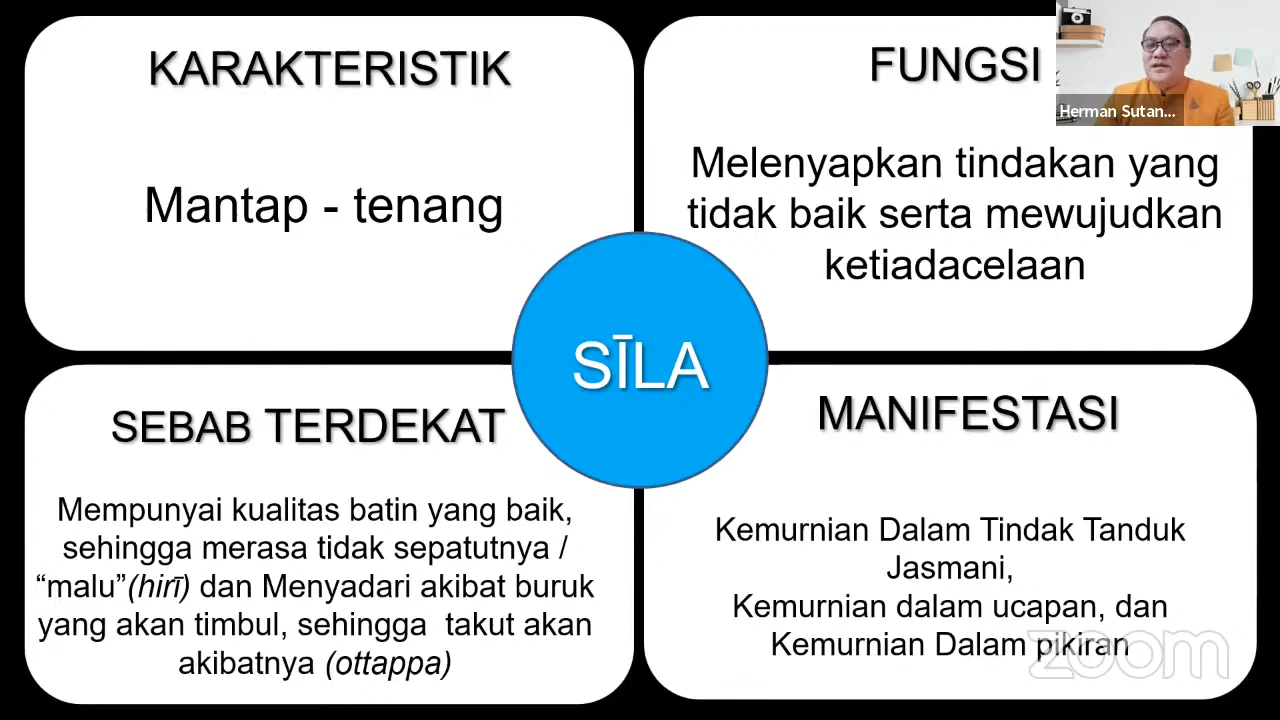 KARAKTERISTIK
Mantap - tenang
FUNGSI
Herman Sutan...
Melenyapkan tindakan yang
tidak baik serta mewujudkan
ketiadacelaan
SĪLA
SEBAB TERDEKAT
Mempunyai kualitas batin yang baik,
sehingga merasa tidak sepatutnya /
“malu”(hirī) dan Menyadari akibat buruk
yang akan timbul, sehingga takut akan
akibatnya (ottappa)
MANIFESTASI
Kemurnian Dalam Tindak Tanduk
Jasmani,
Kemurnian dalam ucapan, dan
Kemurnian Dalam pikiran
zoom